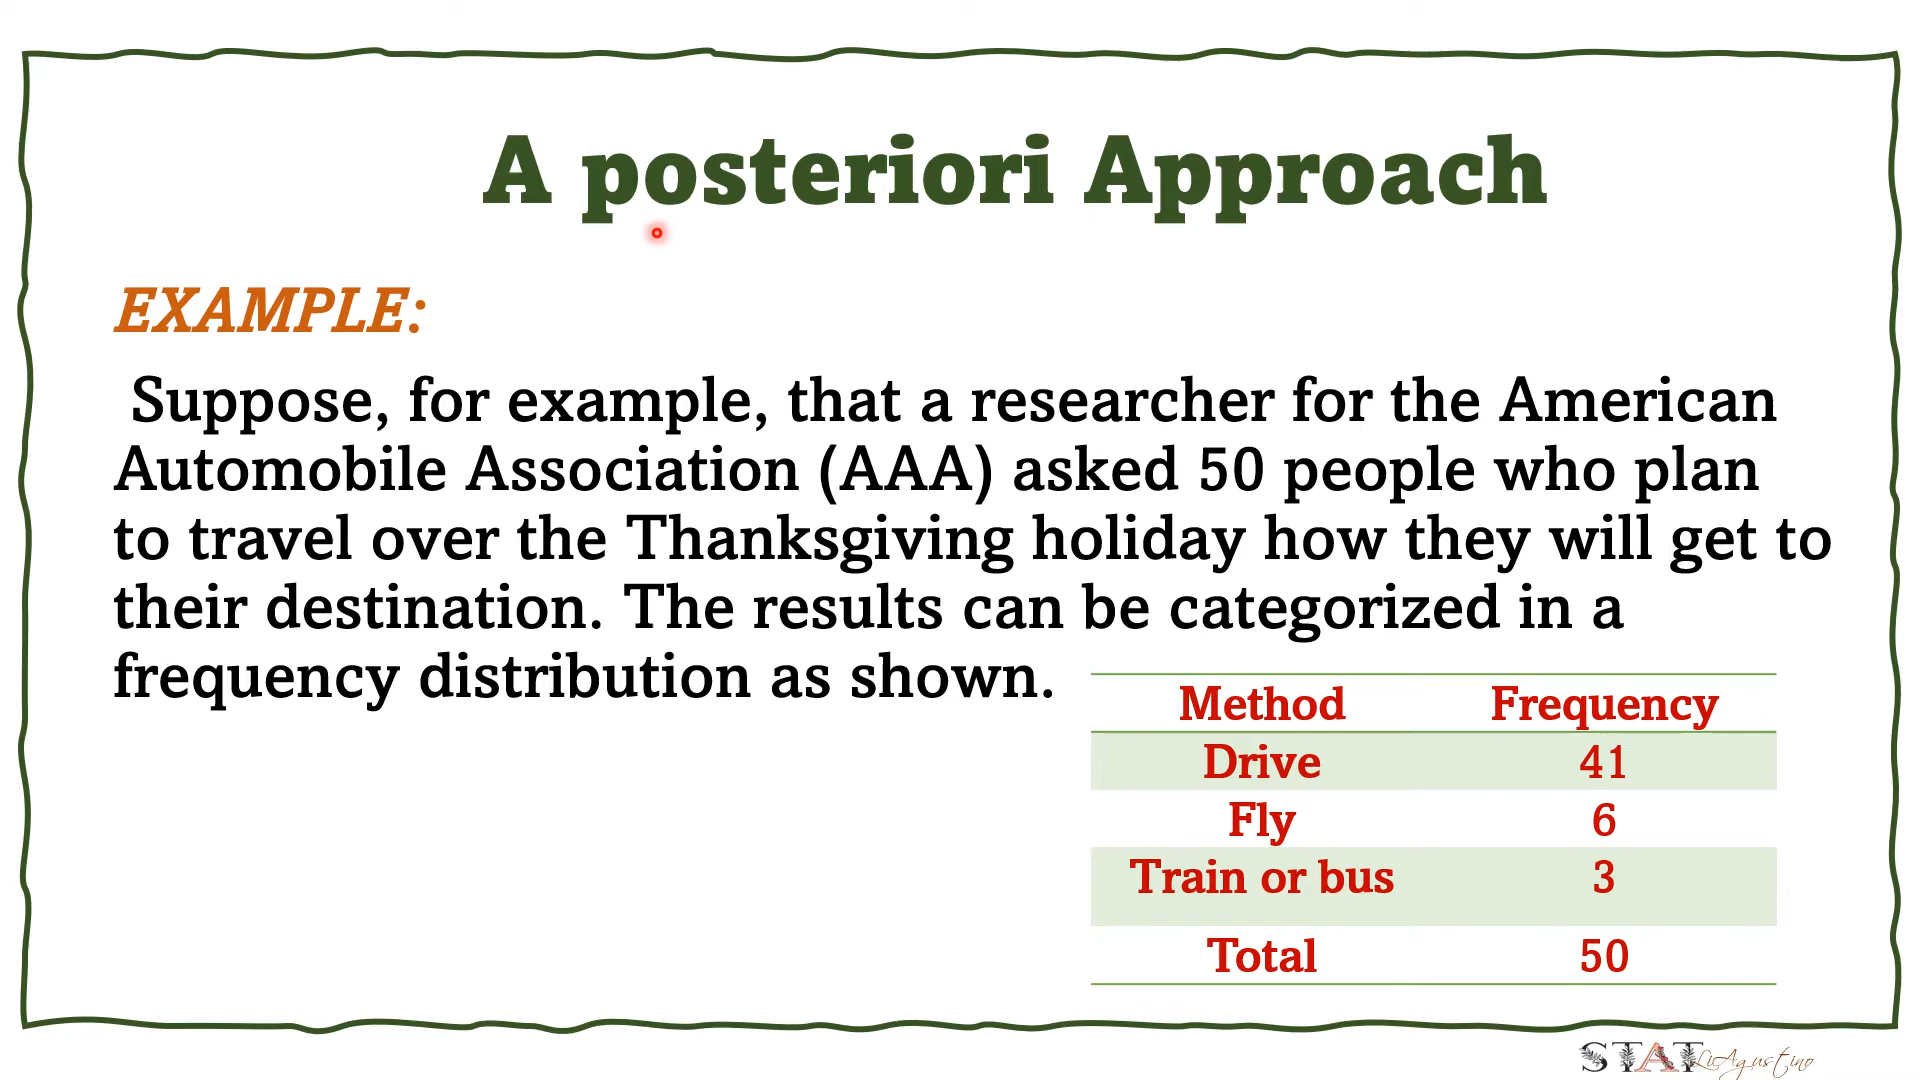 A posteriori Approach
EXAMPLE:
Suppose, for example, that a researcher for the American
Automobile Association (AAA) asked 50 people who plan
to travel over the Thanksgiving holiday how they will get to
their destination. The results can be categorized in a
frequency distribution as shown.
Method Frequency
Drive 41
Fly 6
Train or bus 3
Total 50
STAT LiAgustino